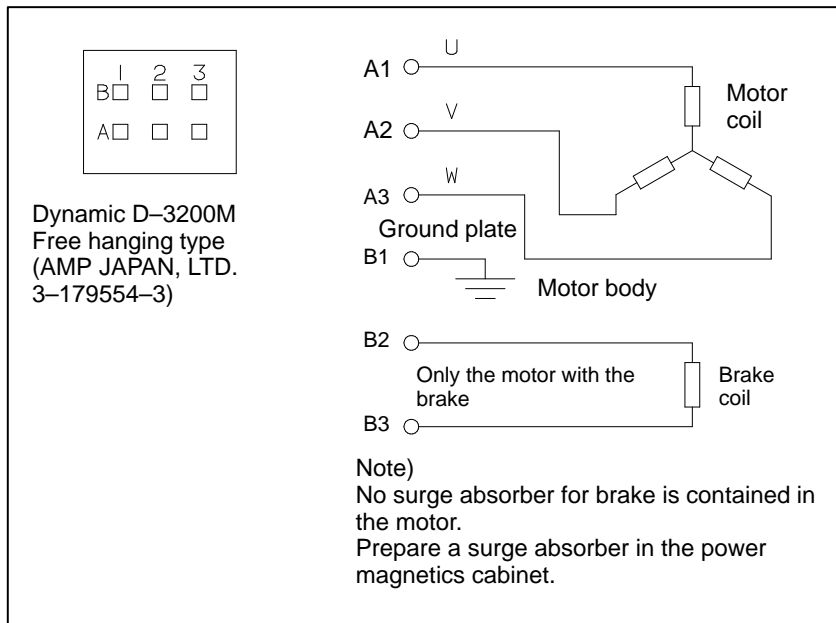 1 2 3
B
A
Dynamic D–3200M
Free hanging type
(AMP JAPAN, LTD.
3–179554–3)
A1 U
Motor
coil
A2 V
A3 W
Ground plate
B1
Motor body
B2
Only the motor with the
brake
Brake
coil
B3
Note)
No surge absorber for brake is contained in
the motor.
Prepare a surge absorber in the power
magnetics cabinet.